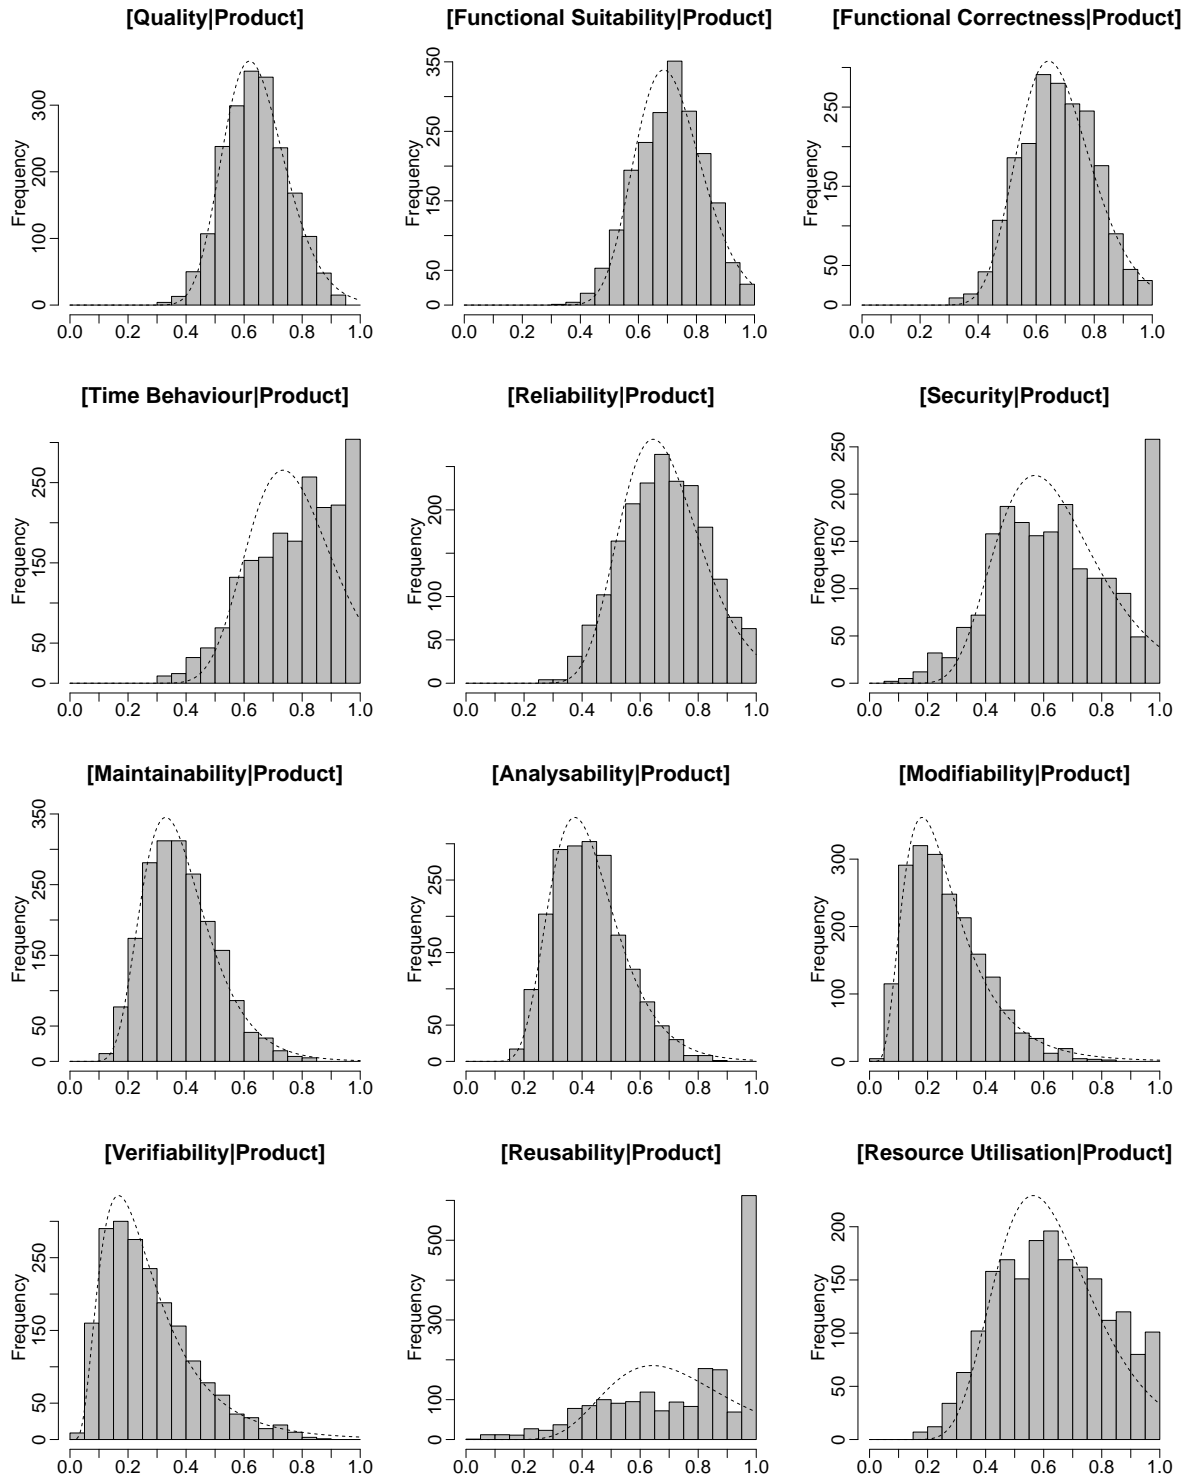 [Quality|Product]
Frequency
0 100 200 300
0.0 0.2 0.4 0.6 0.8 1.0
[Functional Suitability|Product]
Frequency
0 50 150 250 350
0.0 0.2 0.4 0.6 0.8 1.0
[Functional Correctness|Product]
Frequency
0 50 150 250
0.0 0.2 0.4 0.6 0.8 1.0
[Time Behaviour|Product]
Frequency
0 50 150 250
0.0 0.2 0.4 0.6 0.8 1.0
[Reliability|Product]
Frequency
0 50 100 200
0.0 0.2 0.4 0.6 0.8 1.0
[Security|Product]
Frequency
0 50 100 150 200 250
0.0 0.2 0.4 0.6 0.8 1.0
[Maintainability|Product]
Frequency
0 50 150 250 350
0.0 0.2 0.4 0.6 0.8 1.0
[Analysability|Product]
Frequency
0 50 150 250
0.0 0.2 0.4 0.6 0.8 1.0
[Modifiability|Product]
Frequency
0 100 200 300
0.0 0.2 0.4 0.6 0.8 1.0
[Verifiability|Product]
Frequency
0 50 150 250
0.0 0.2 0.4 0.6 0.8 1.0
[Reusability|Product]
Frequency
0 100 300 500
0.0 0.2 0.4 0.6 0.8 1.0
[Resource Utilisation|Product]
Frequency
0 50 100 150 200
0.0 0.2 0.4 0.6 0.8 1.0